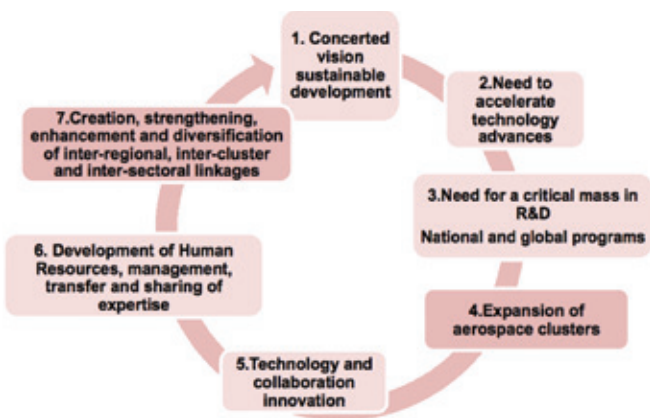 1. Concerted
vision
sustainable
development
2.Need to
accelerate
technology
advances
3.Need for a critical mass in
R&D
National and global programs
4.Expansion of
aerospace clusters
5.Technology and
collaboration
innovation
6. Development of Human
Resources, management,
transfer and sharing of
expertise
7.Creation, strengthening,
enhancement and diversification
of inter-regional, inter-cluster
and inter-sectoral linkages